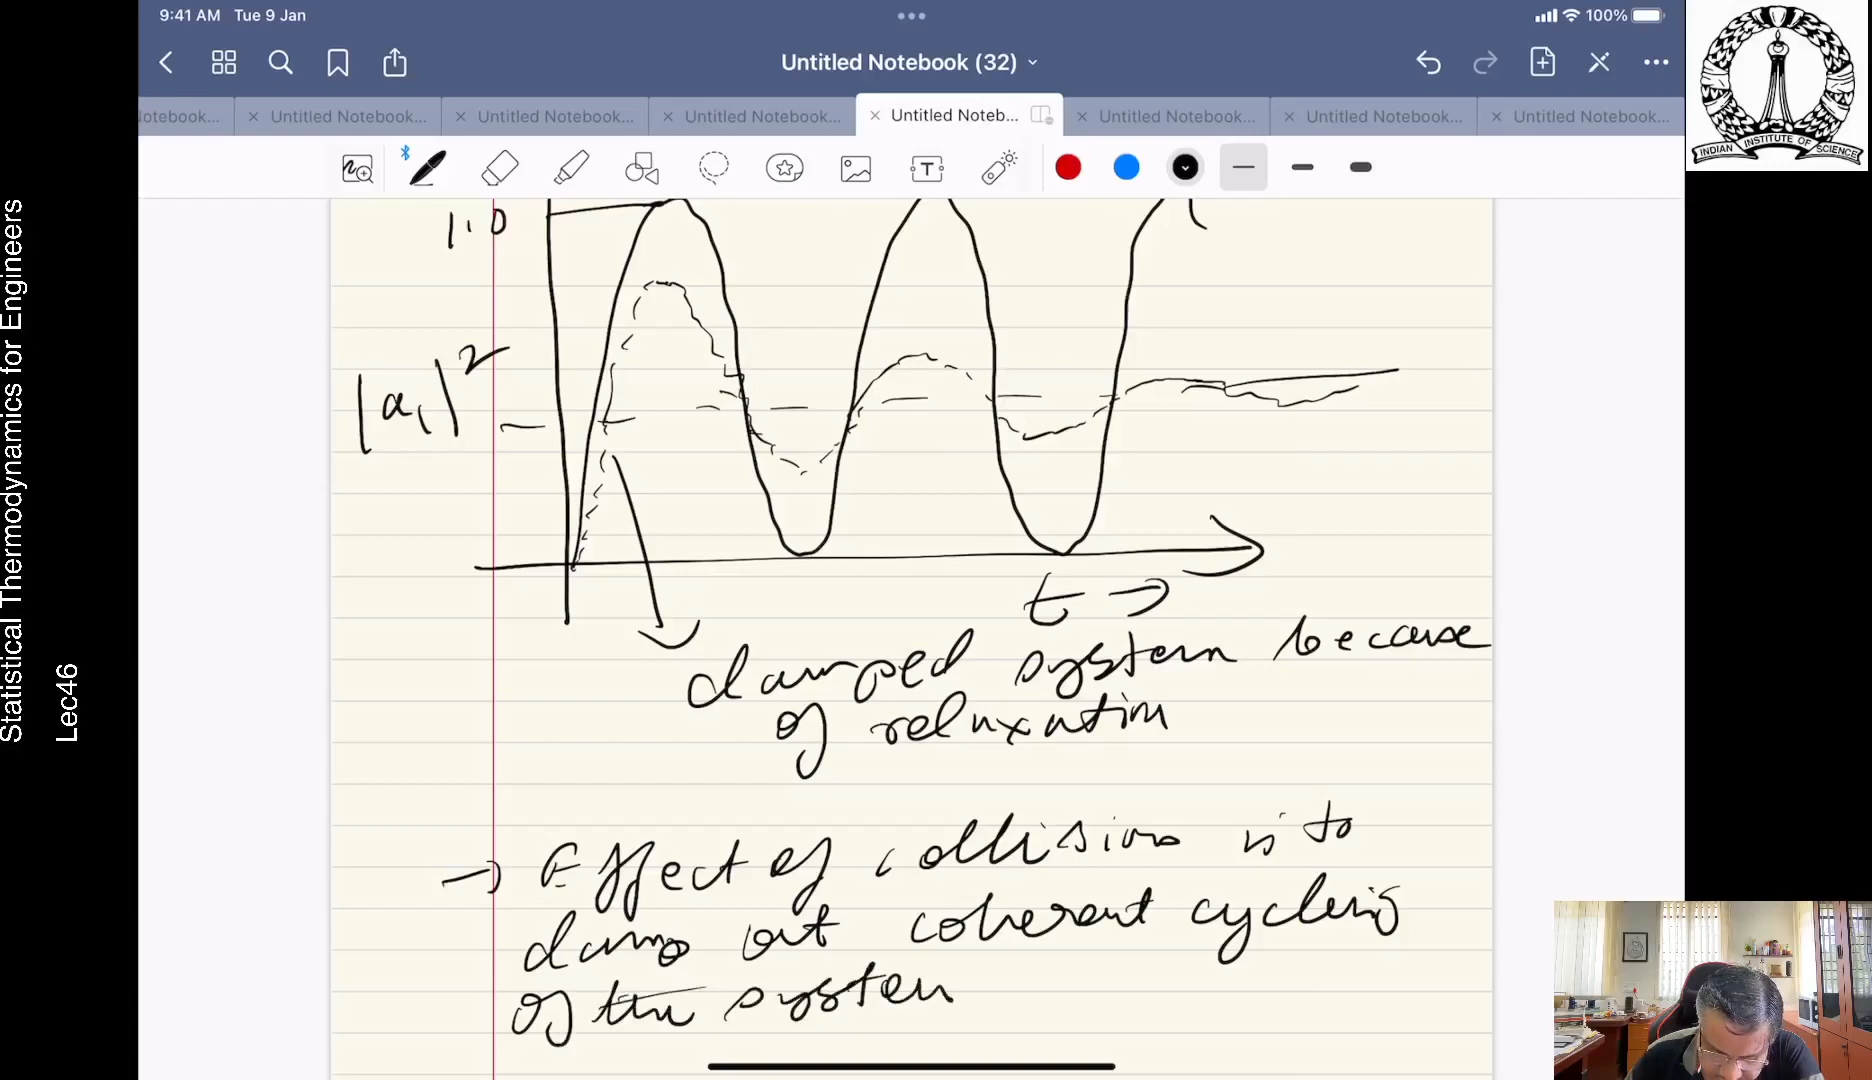 9:41 AM Tue 9 Jan
100%
Untitled Notebook (32)
otebook...
Untitled Notebook...
Untitled Notebook...
Untitled Notebook...
Untitled Noteb...
Untitled Notebook...
Untitled Notebook...
Untitled Notebook...
INDIAN INSTITUTE OF SCIENCE
Statistical Thermodynamics for Engineers
Lec46
1.0
|a₁|²
t →
damped system because
of relaxation
→ Effect of collisions is to
damp out coherent cycling
of the system